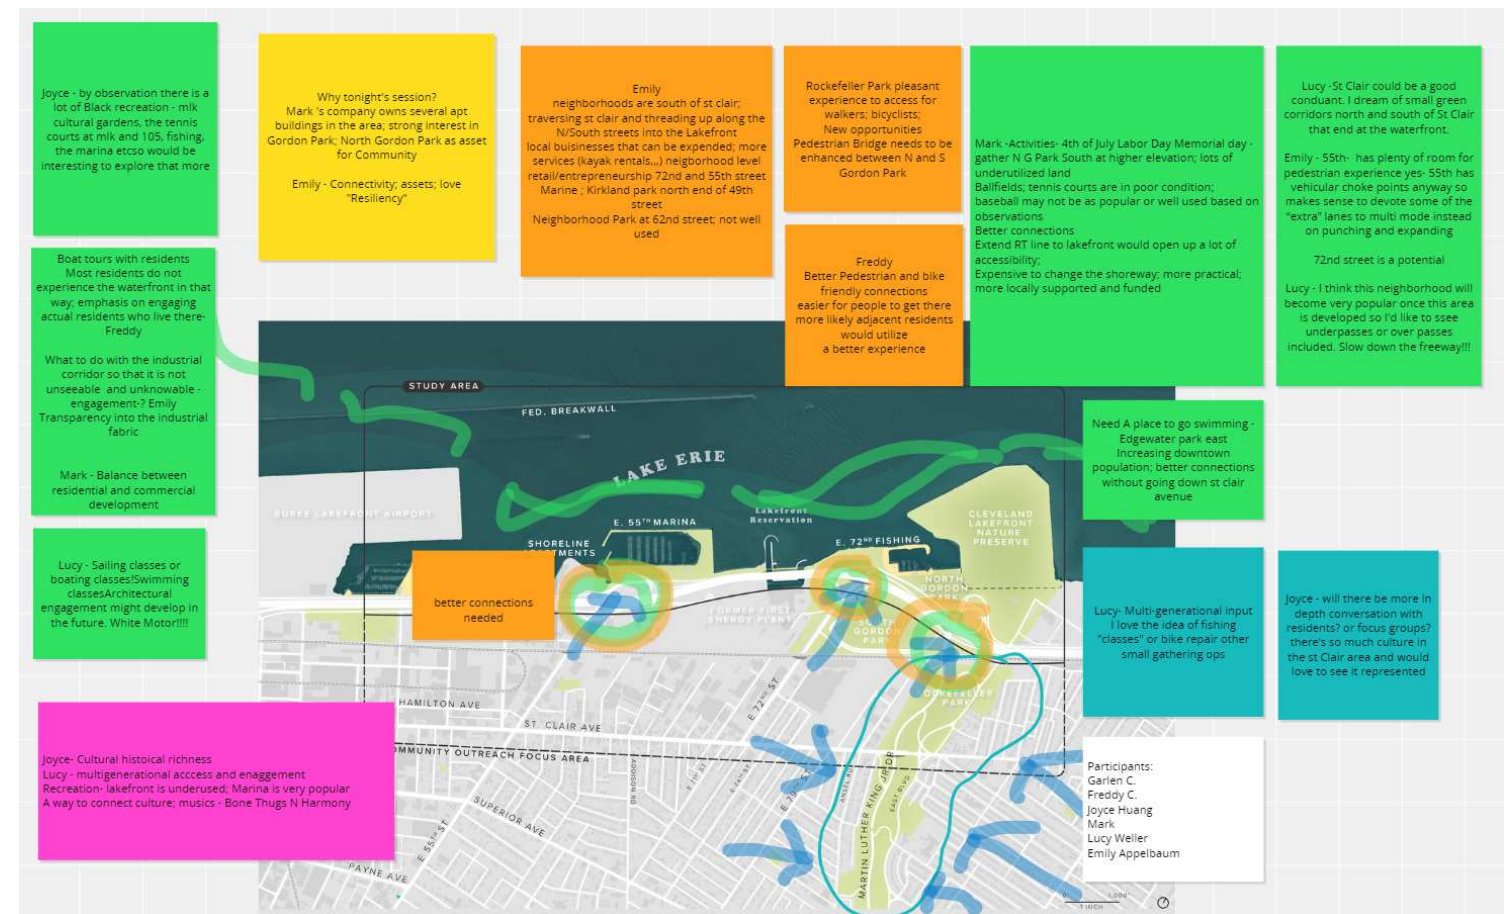 Joyce - by observation there is a
lot of Black recreation - mlk
cultural gardens, the tennis
courts at mlk and 105, fishing,
the marina etcso would be
interesting to explore that more
Why tonight's session?
Mark 's company owns several apt
buildings in the area; strong interest in
Gordon Park; North Gordon Park as asset
for Community
Emily - Connectivity; assets; love
"Resiliency"
Emily
neighborhoods are south of st clair;
traversing st clair and threading up along the
N/South streets into the Lakefront
local buisinesses that can be expended; more
services (kayak rentals,,,) neigborhood level
retail/entrepreneurship 72nd and 55th street
Marine ; Kirkland park north end of 49th
street
Neighborhood Park at 62nd street; not well
used
Rockefeller Park pleasant
experience to access for
walkers; bicyclists;
New opportunities
Pedestrian Bridge needs to be
enhanced between N and S
Gordon Park
Freddy
Better Pedestrian and bike
friendly connections
easier for people to get there
more likely adjacent residents
would utilize
a better experience
Mark -Activities- 4th of July Labor Day Memorial day -
gather N G Park South at higher elevation; lots of
underutilized land
Ballfields; tennis courts are in poor condition;
baseball may not be as popular or well used based on
observations
Better connections
Extend RT line to lakefront would open up a lot of
accessibility;
Expensive to change the shoreway; more practical;
more locally supported and funded
Lucy -St Clair could be a good
conduant. I dream of small green
corridors north and south of St Clair
that end at the waterfront.
Emily - 55th- has plenty of room for
pedestrian experience yes- 55th has
vehicular choke points anyway so
makes sense to devote some of the
"extra" lanes to multi mode instead
on punching and expanding
72nd street is a potential
Lucy - I think this neighborhood will
become very popular once this area
is developed so I'd like to ssee
underpasses or over passes
included. Slow down the freeway!!!
Boat tours with residents
Most residents do not
experience the waterfront in that
way; emphasis on engaging
actual residents who live there-
Freddy
What to do with the industrial
corridor so that it is not
unseeable and unknowable -
engagement-? Emily
Transparency into the industrial
fabric
Mark - Balance between
residential and commercial
development
Lucy - Sailing classes or
boating classes!Swimming
classesArchitectural
engagement might develop in
the future. White Motor!!!!
Joyce- Cultural histoical richness
Lucy - multigenerational acccess and enaggement
Recreation- lakefront is underused; Marina is very popular
A way to connect culture; musics - Bone Thugs N Harmony
better connections
needed
Need A place to go swimming -
Edgewater park east
Increasing downtown
population; better connections
without going down st clair
avenue
Lucy- Multi-generational input
I love the idea of fishing
"classes" or bike repair other
small gathering ops
Joyce - will there be more in
depth conversation with
residents? or focus groups?
there's so much culture in
the st Clair area and would
love to see it represented
Participants:
Garlen C.
Freddy C.
Joyce Huang
Mark
Lucy Weller
Emily Appelbaum
STUDY AREA
FED. BREAKWALL
LAKE ERIE
BURKE LAKEFRONT AIRPORT
E. 55TH MARINA
Lakefront
Reservation
SHORELINE
E. 72ND FISHING
CLEVELAND
LAKEFRONT
NATURE
PRESERVE
NORTH
GORDON
FORMER FIRST
ENERGY PLANT
SOUTH
GORDON
PARK
PARK
HAMILTON AVE
ST. CLAIR AVE
COMMUNITY OUTREACH FOCUS AREA
ADDISON RD
E 71ST ST
E 72ND ST
E 79TH ST
ANSEL RD
MARTIN LUTHER KING JR DR
EAST BLVD
SUPERIOR AVE
E 55TH ST
PAYNE AVE
1 INCH